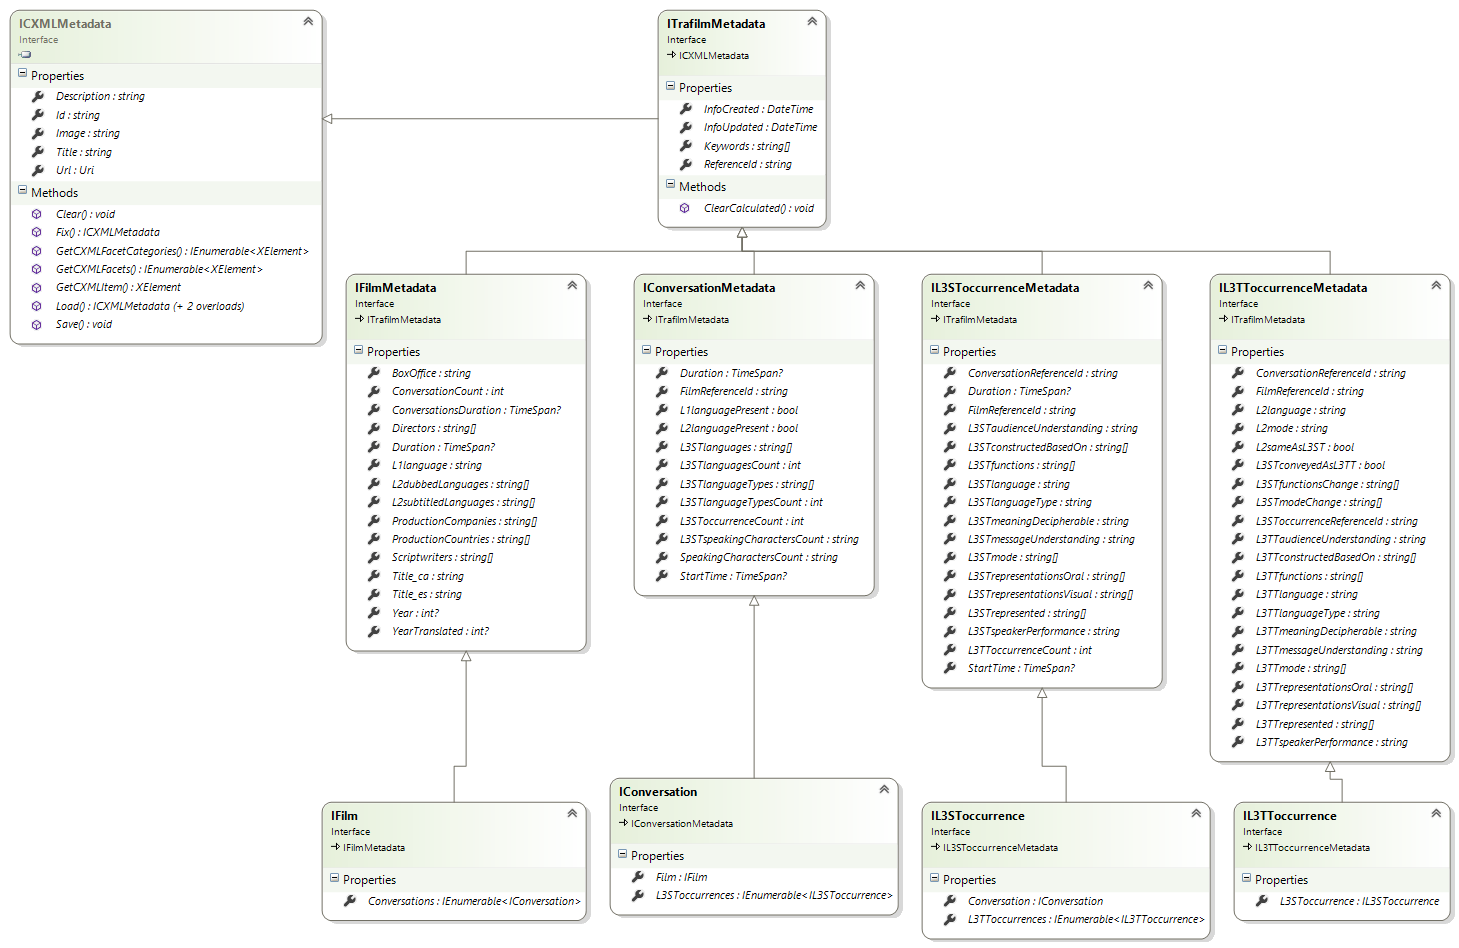 ICXMLMetadata
Interface
Properties
Description : string
Id : string
Image : string
Title : string
Url : Uri
Methods
Clear() : void
Fix() : ICXMLMetadata
GetCXMLFacetCategories() : IEnumerable<XElement>
GetCXMLFacets() : IEnumerable<XElement>
GetCXMLItem() : XElement
Load() : ICXMLMetadata (+ 2 overloads)
Save() : void
ITrafilmMetadata
Interface
ICXMLMetadata
Properties
InfoCreated : DateTime
InfoUpdated : DateTime
Keywords : string[]
ReferenceId : string
Methods
ClearCalculated() : void
IFilmMetadata
Interface
ITrafilmMetadata
Properties
BoxOffice : string
ConversationCount : int
ConversationsDuration : TimeSpan?
Directors : string[]
Duration : TimeSpan?
L1language : string
L2dubbedLanguages : string[]
L2subtitledLanguages : string[]
ProductionCompanies : string[]
ProductionCountries : string[]
Scriptwriters : string[]
Title_ca : string
Title_es : string
Year : int?
YearTranslated : int?
IConversationMetadata
Interface
ITrafilmMetadata
Properties
Duration : TimeSpan?
FilmReferenceId : string
L1languagePresent : bool
L2languagePresent : bool
L3STlanguages : string[]
L3STlanguagesCount : int
L3STlanguageTypes : string[]
L3STlanguageTypesCount : int
L3SToccurrenceCount : int
L3STspeakingCharactersCount : string
SpeakingCharactersCount : string
StartTime : TimeSpan?
IL3SToccurrenceMetadata
Interface
ITrafilmMetadata
Properties
ConversationReferenceId : string
Duration : TimeSpan?
FilmReferenceId : string
L3STaudienceUnderstanding : string
L3STconstructedBasedOn : string[]
L3STfunctions : string[]
L3STlanguage : string
L3STlanguageType : string
L3STmeaningDecipherable : string
L3STmessageUnderstanding : string
L3STmode : string[]
L3STrepresentationsOral : string[]
L3STrepresentationsVisual : string[]
L3STrepresented : string[]
L3STspeakerPerformance : string
L3TToccurrenceCount : int
StartTime : TimeSpan?
IL3TToccurrenceMetadata
Interface
ITrafilmMetadata
Properties
ConversationReferenceId : string
FilmReferenceId : string
L2language : string
L2mode : string
L2sameAsL3ST : bool
L3STconveyedAsL3TT : bool
L3STfunctionsChange : string[]
L3STmodeChange : string[]
L3SToccurrenceReferenceId : string
L3TTaudienceUnderstanding : string
L3TTconstructedBasedOn : string[]
L3TTfunctions : string[]
L3TTlanguage : string
L3TTlanguageType : string
L3TTmeaningDecipherable : string
L3TTmessageUnderstanding : string
L3TTmode : string[]
L3TTrepresentationsOral : string[]
L3TTrepresentationsVisual : string[]
L3TTrepresented : string[]
L3TTspeakerPerformance : string
IFilm
Interface
IFilmMetadata
Properties
Conversations : IEnumerable<IConversation>
IConversation
Interface
IConversationMetadata
Properties
Film : IFilm
L3SToccurrences : IEnumerable<IL3SToccurrence>
IL3SToccurrence
Interface
IL3SToccurrenceMetadata
Properties
Conversation : IConversation
L3TToccurrences : IEnumerable<IL3TToccurrence>
IL3TToccurrence
Interface
IL3TToccurrenceMetadata
Properties
L3SToccurrence : IL3SToccurrence